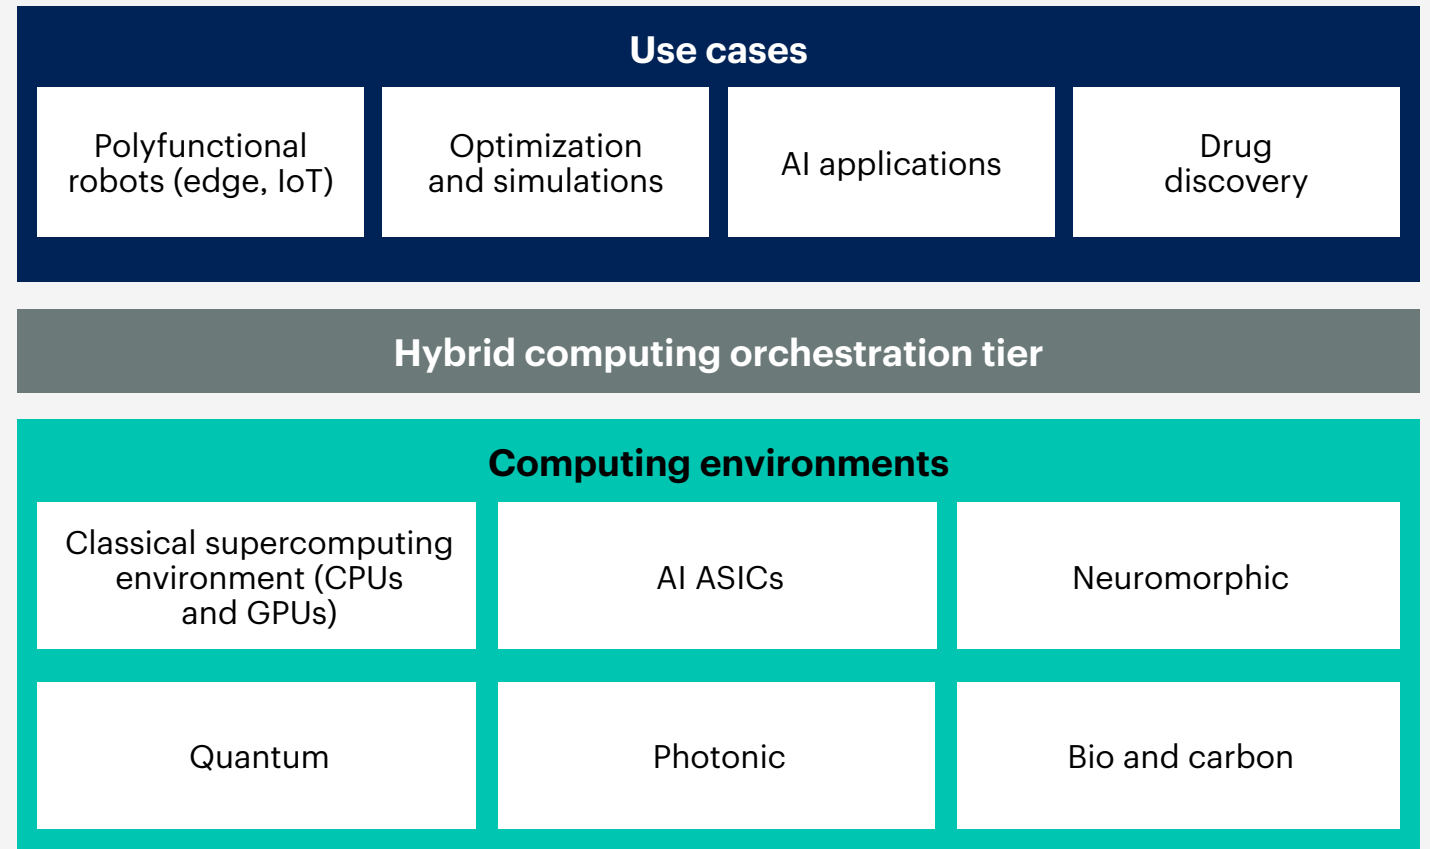 Use cases
Polyfunctional
robots (edge, IoT)
Optimization
and simulations
AI applications
Drug
discovery
Hybrid computing orchestration tier
Computing environments
Classical supercomputing
environment (CPUs
and GPUs)
AI ASICs
Neuromorphic
Quantum
Photonic
Bio and carbon